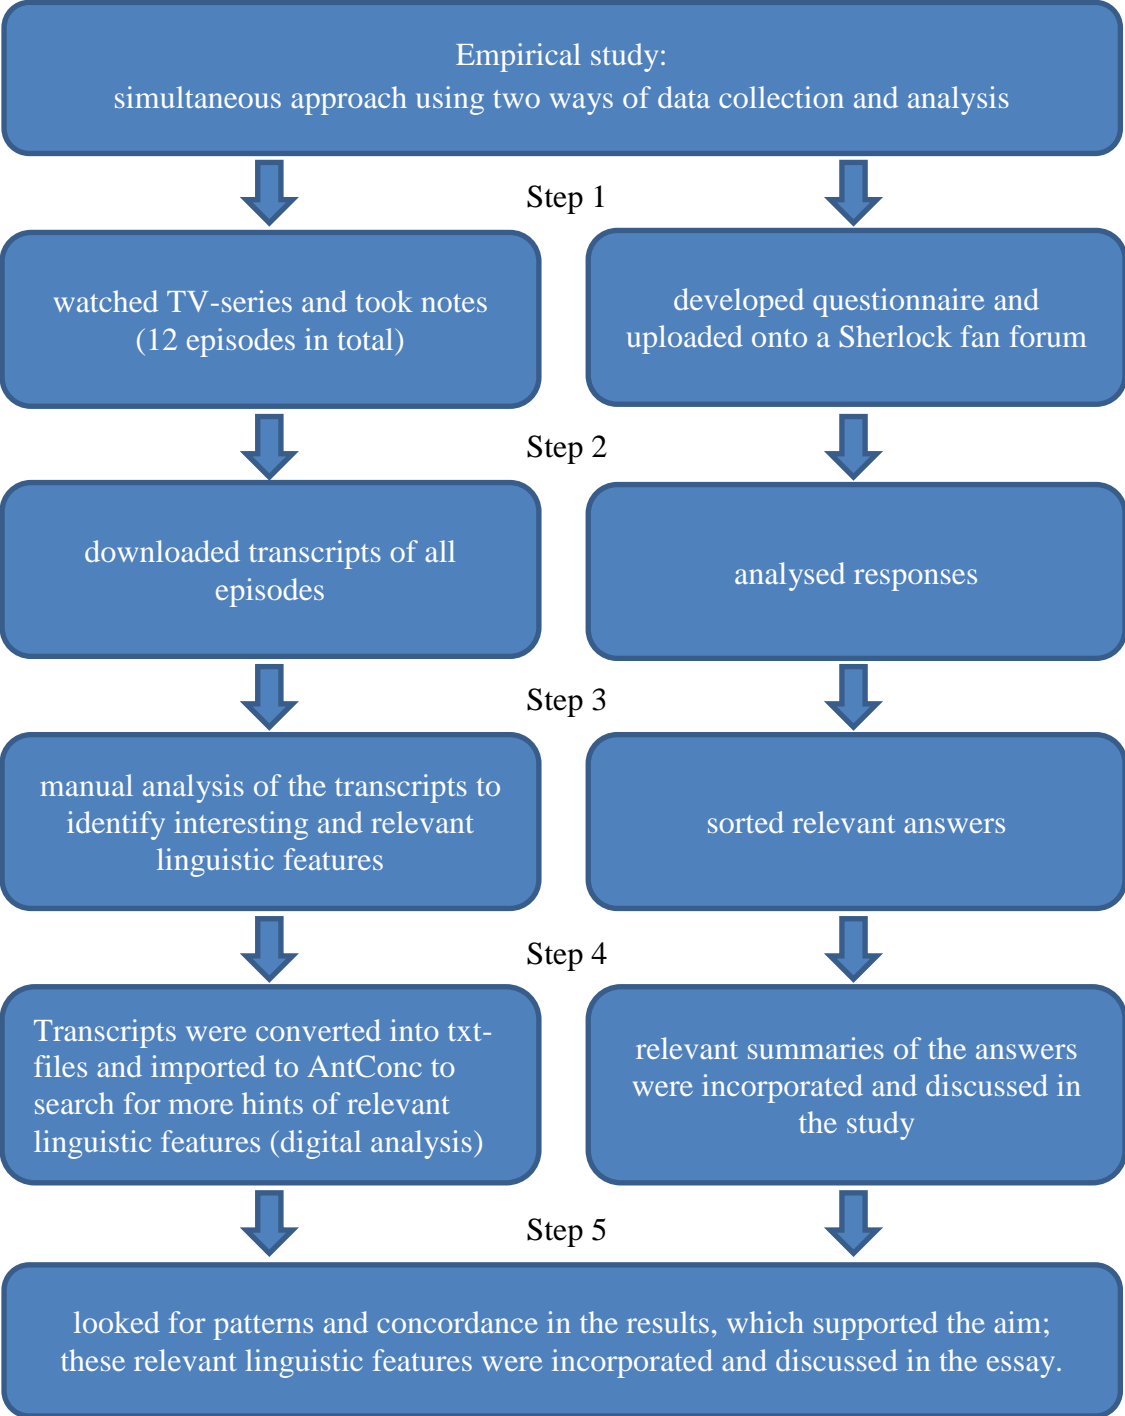 Empirical study:
simultaneous approach using two ways of data collection and analysis
Step 1
watched TV-series and took notes
(12 episodes in total)
developed questionnaire and
uploaded onto a Sherlock fan forum
Step 2
downloaded transcripts of all
episodes
analysed responses
Step 3
manual analysis of the transcripts to
identify interesting and relevant
linguistic features
sorted relevant answers
Step 4
Transcripts were converted into txt-
files and imported to AntConc to
search for more hints of relevant
linguistic features (digital analysis)
relevant summaries of the answers
were incorporated and discussed in
the study
Step 5
looked for patterns and concordance in the results, which supported the aim;
these relevant linguistic features were incorporated and discussed in the essay.